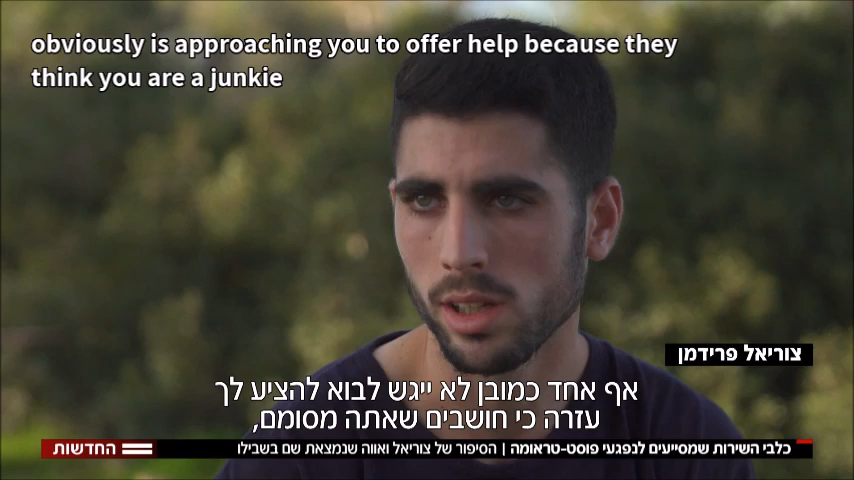 obviously is approaching you to offer help because they
think you are a junkie
צוריאל פרידמן
אף אחד כמובן לא ייגש לבוא להציע לך
עזרה כי חושבים שאתה מסומם,
כלבי השירות שמסייעים לנפגעי פוסט-טראומה | הסיפור של צוריאל ואווה שנמצאת שם בשבילו
החדשות